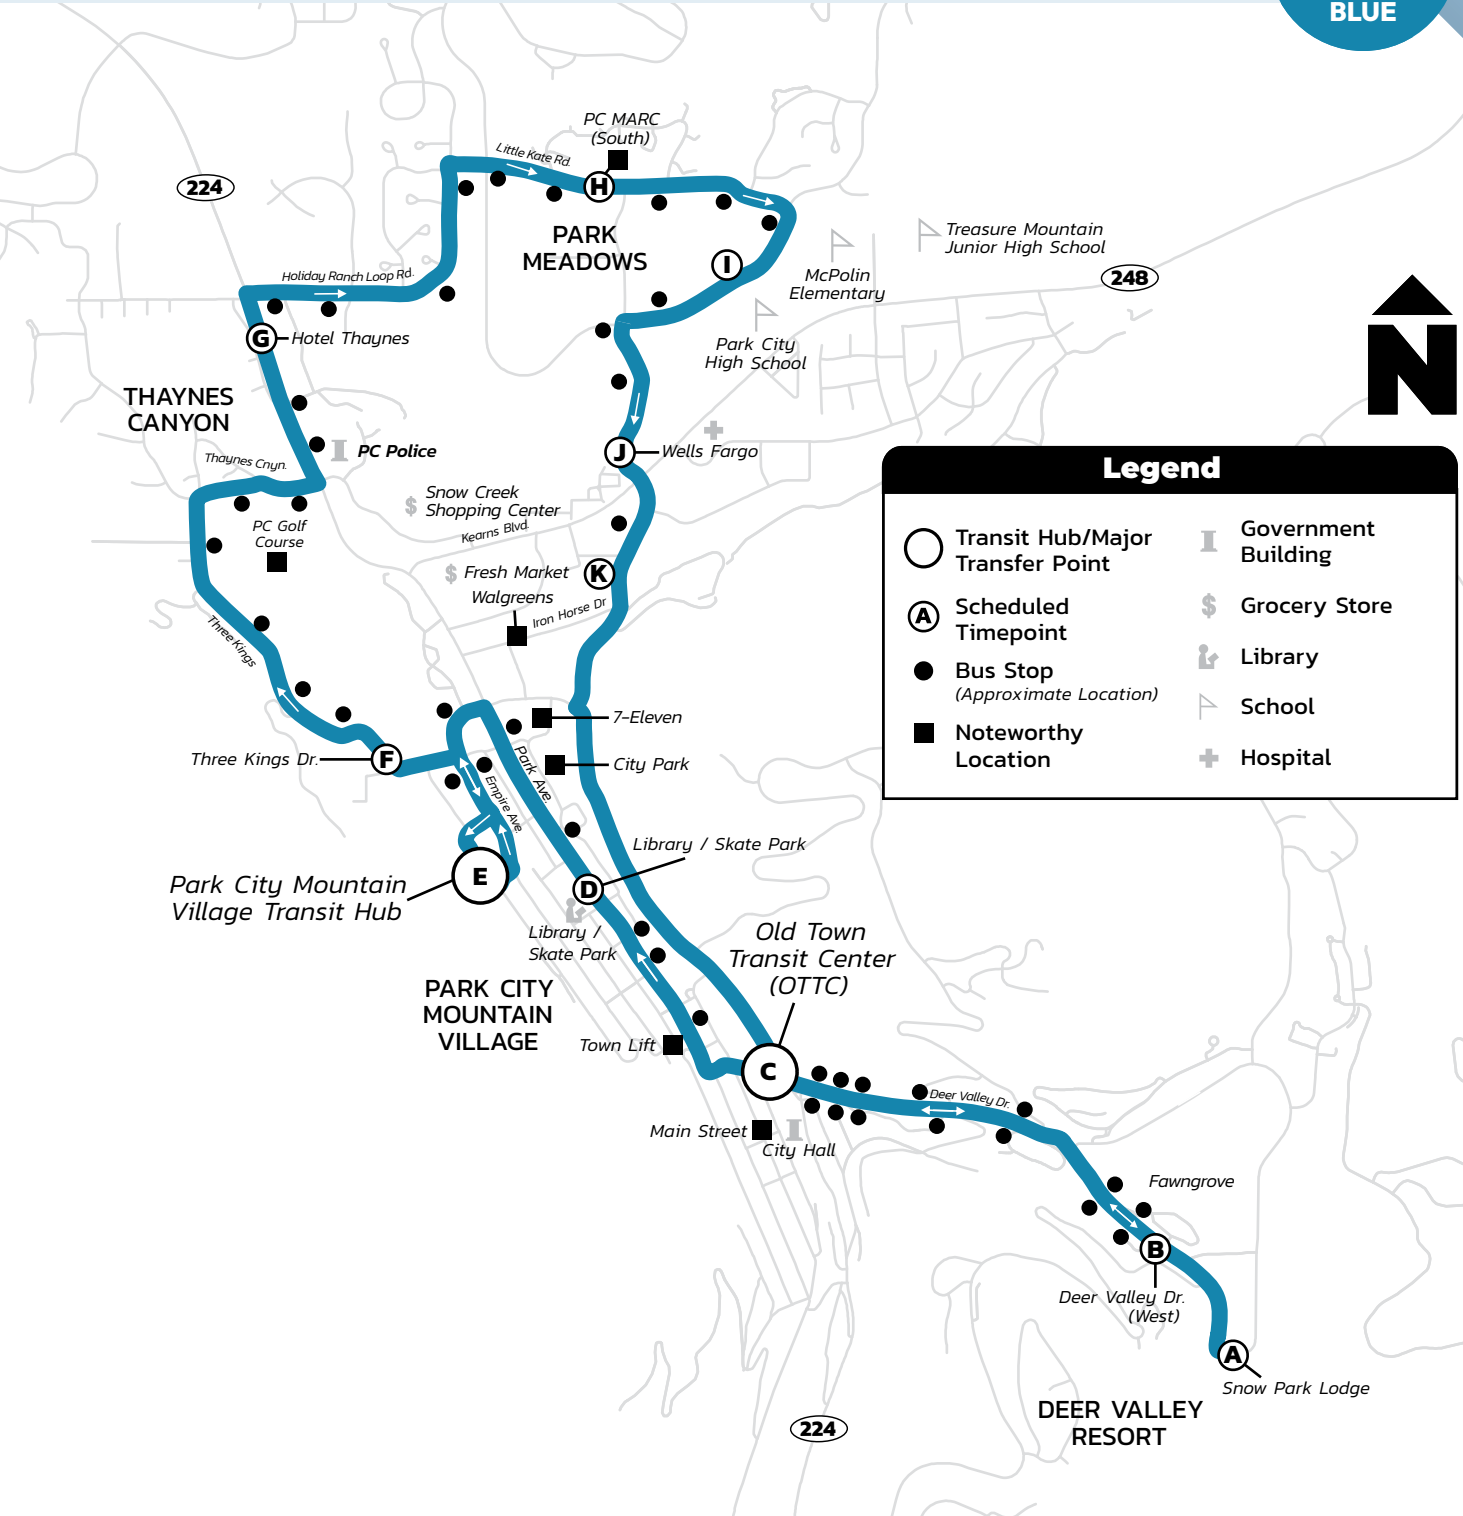 BLUE
PC MARC
(South)
Little Kate Rd.
H
224
PARK
MEADOWS
I
Treasure Mountain
Junior High School
McPolin
Elementary
248
Holiday Ranch Loop Rd.
G
Hotel Thaynes
Park City
High School
THAYNES
CANYON
J
Wells Fargo
PC Police
Thaynes Cnyn.
$
Snow Creek
Shopping Center
Kearns Blvd.
PC Golf
Course
$
Fresh Market
K
Walgreens
Iron Horse Dr
Three Kings
7-Eleven
City Park
Park Ave.
Empire Ave.
Three Kings Dr.
F
Library / Skate Park
E
D
Park City Mountain
Village Transit Hub
Library /
Skate Park
Old Town
Transit Center
(OTTC)
PARK CITY
MOUNTAIN
VILLAGE
Town Lift
C
Deer Valley Dr.
Main Street
City Hall
Fawngrove
B
Deer Valley Dr.
(West)
A
Snow Park Lodge
DEER VALLEY
RESORT
224
N
Legend
Transit Hub/Major
Transfer Point
A
Scheduled
Timepoint
Bus Stop
(Approximate Location)
Noteworthy
Location
Government
Building
$
Grocery Store
Library
School
Hospital